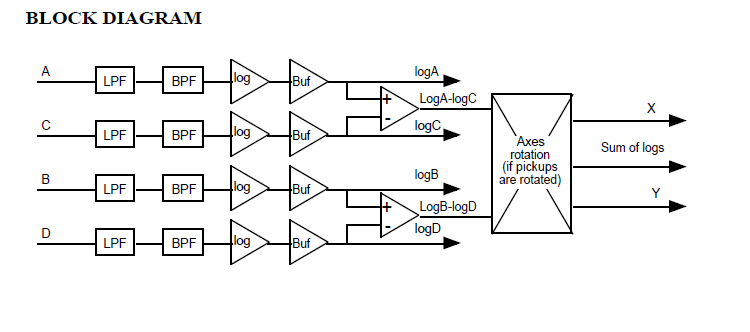 BLOCK DIAGRAM
A
LPF
BPF
log
Buf
logA
+
-
LogA-logC
C
LPF
BPF
log
Buf
logC
B
LPF
BPF
log
Buf
logB
+
-
LogB-logD
D
LPF
BPF
log
Buf
logD
Axes
rotation
(if pickups
are rotated)
X
Sum of logs
Y